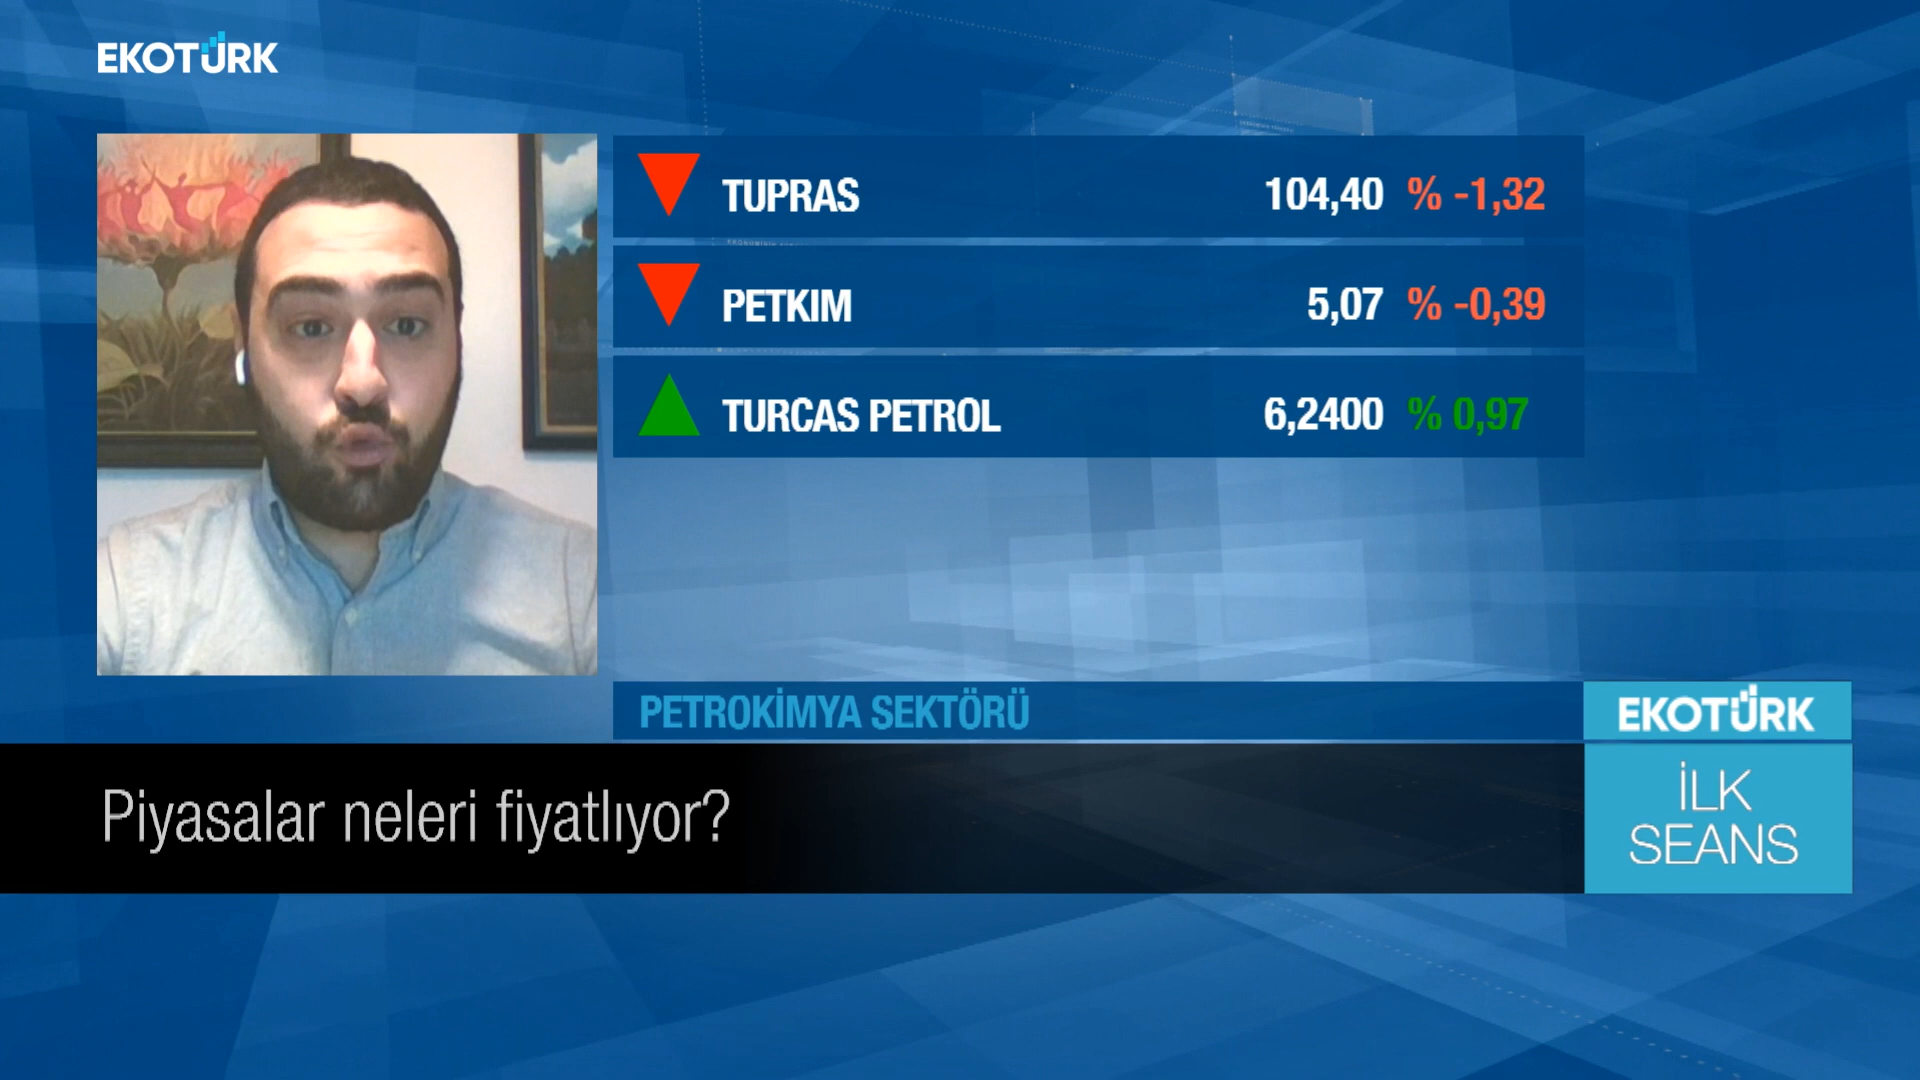 EKOTÜRK
TUPRAS 104,40 % -1,32
PETKIM 5,07 % -0,39
TURCAS PETROL 6,2400 % 0,97
PETROKİMYA SEKTÖRÜ
EKOTÜRK
Piyasalar neleri fiyatlıyor?
İLK
SEANS